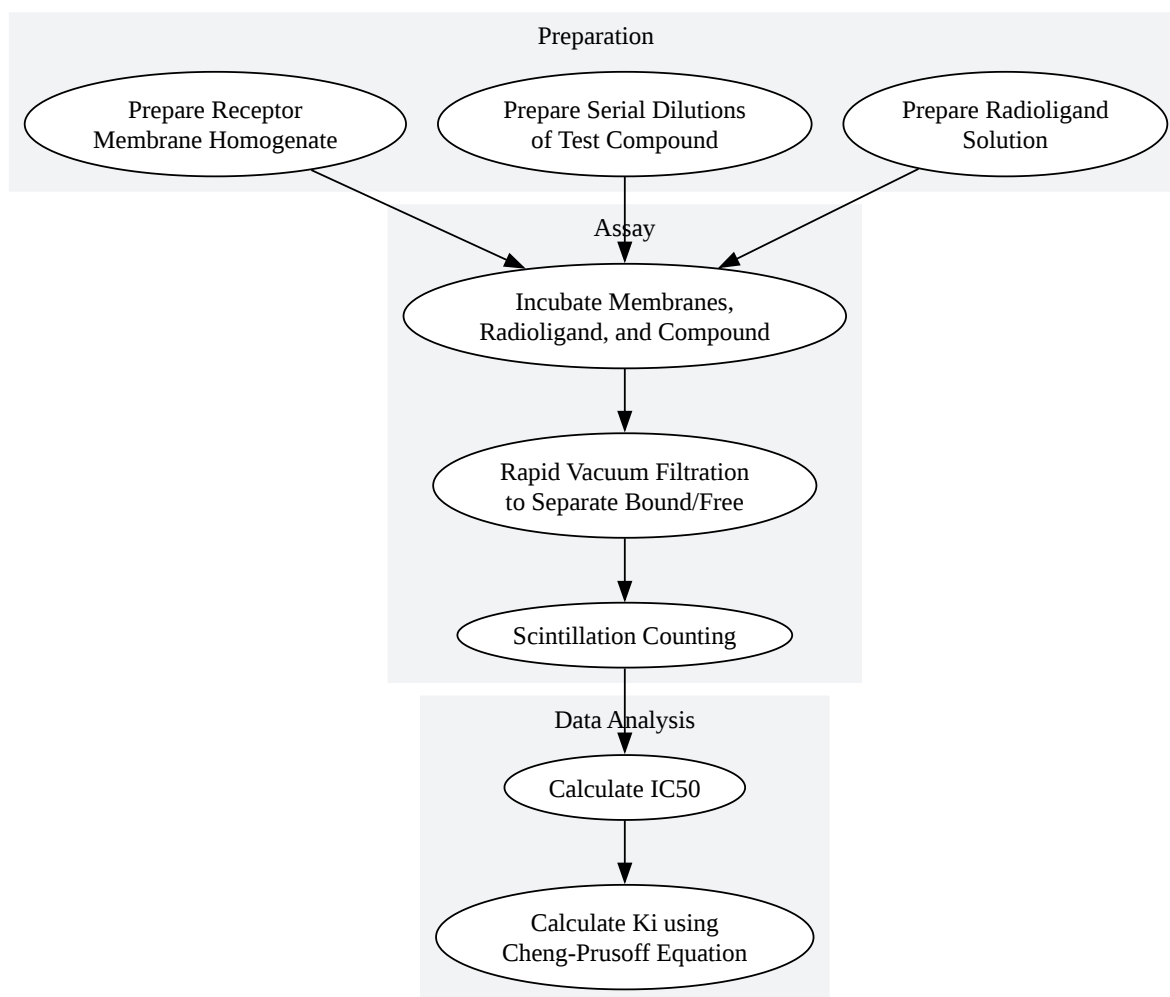 Preparation
Prepare Receptor
Membrane Homogenate
Prepare Serial Dilutions
of Test Compound
Prepare Radioligand
Solution
Assay
Incubate Membranes,
Radioligand, and Compound
Rapid Vacuum Filtration
to Separate Bound/Free
Scintillation Counting
Data Analysis
Calculate IC50
Calculate Ki using
Cheng-Prusoff Equation